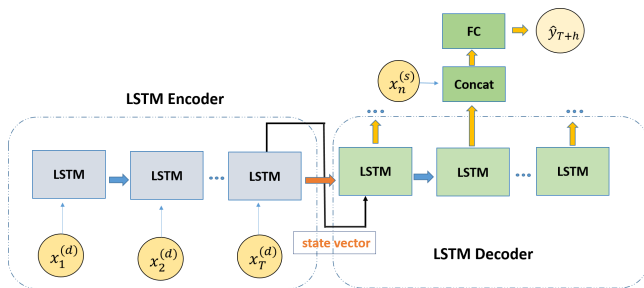 FC
ŷ_{T+h}
x_n^{(s)}
Concat
LSTM Encoder
...
...
LSTM
LSTM
...
LSTM
LSTM
LSTM
...
LSTM
x_1^{(d)}
x_2^{(d)}
x_T^{(d)}
state vector
LSTM Decoder